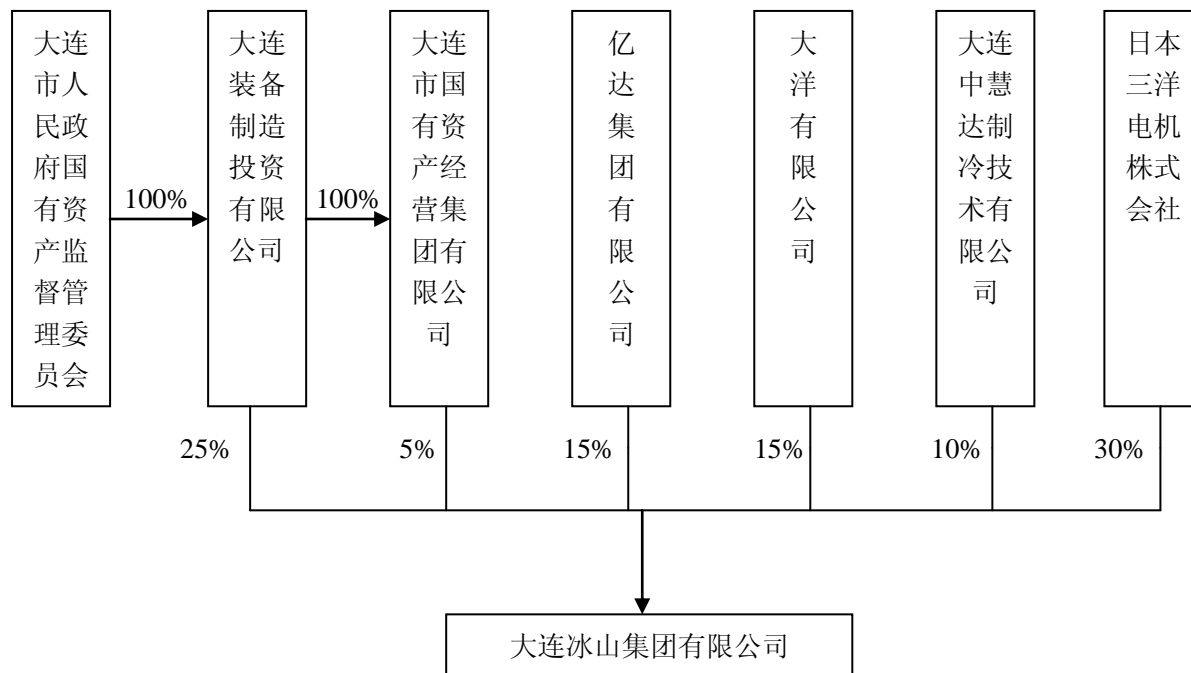 大连
市人
民政
府国
有资
产监
督管
理委
员会
100%
大连
装备
制造
投资
有限
公司
100%
大连
市国
有资
产经
营集
团有
限公
司
亿
达
集
团
有
限
公
司
大
洋
有
限
公
司
大连
中慧
达制
冷技
术有
限公
司
日本
三洋
电机
株式
会社
25%
5%
15%
15%
10%
30%
大连冰山集团有限公司